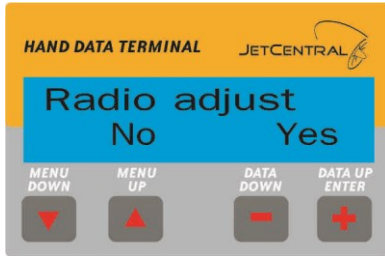 HAND DATA TERMINAL JETCENTRAL
Radio adjust
No Yes
MENU DOWN MENU UP DATA DOWN DATA UP ENTER